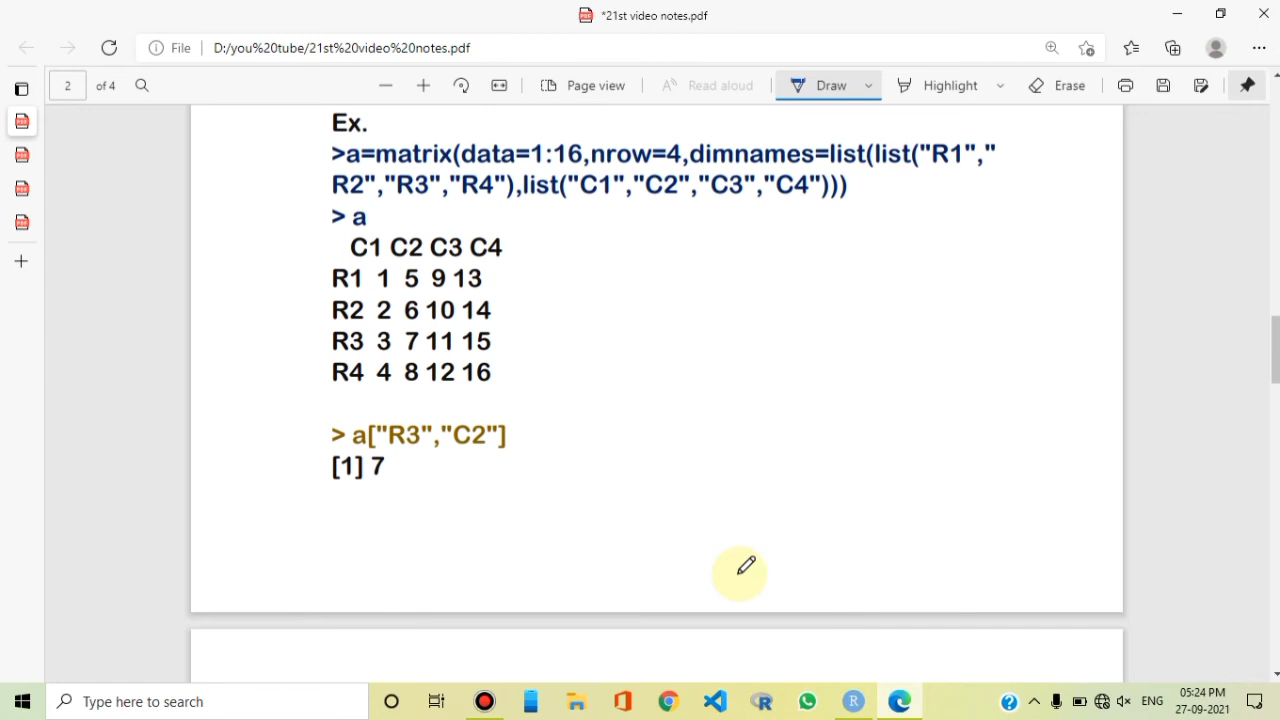 *21st video notes.pdf
File D:/you%20tube/21st%20video%20notes.pdf
2 of 4 Page view Read aloud Draw Highlight Erase
Ex.
>a=matrix(data=1:16,nrow=4,dimnames=list(list("R1","
R2","R3","R4"),list("C1","C2","C3","C4")))
> a
C1 C2 C3 C4
R1 1 5 9 13
R2 2 6 10 14
R3 3 7 11 15
R4 4 8 12 16
> a["R3","C2"]
[1] 7
Type here to search ENG 05:24 PM
27-09-2021